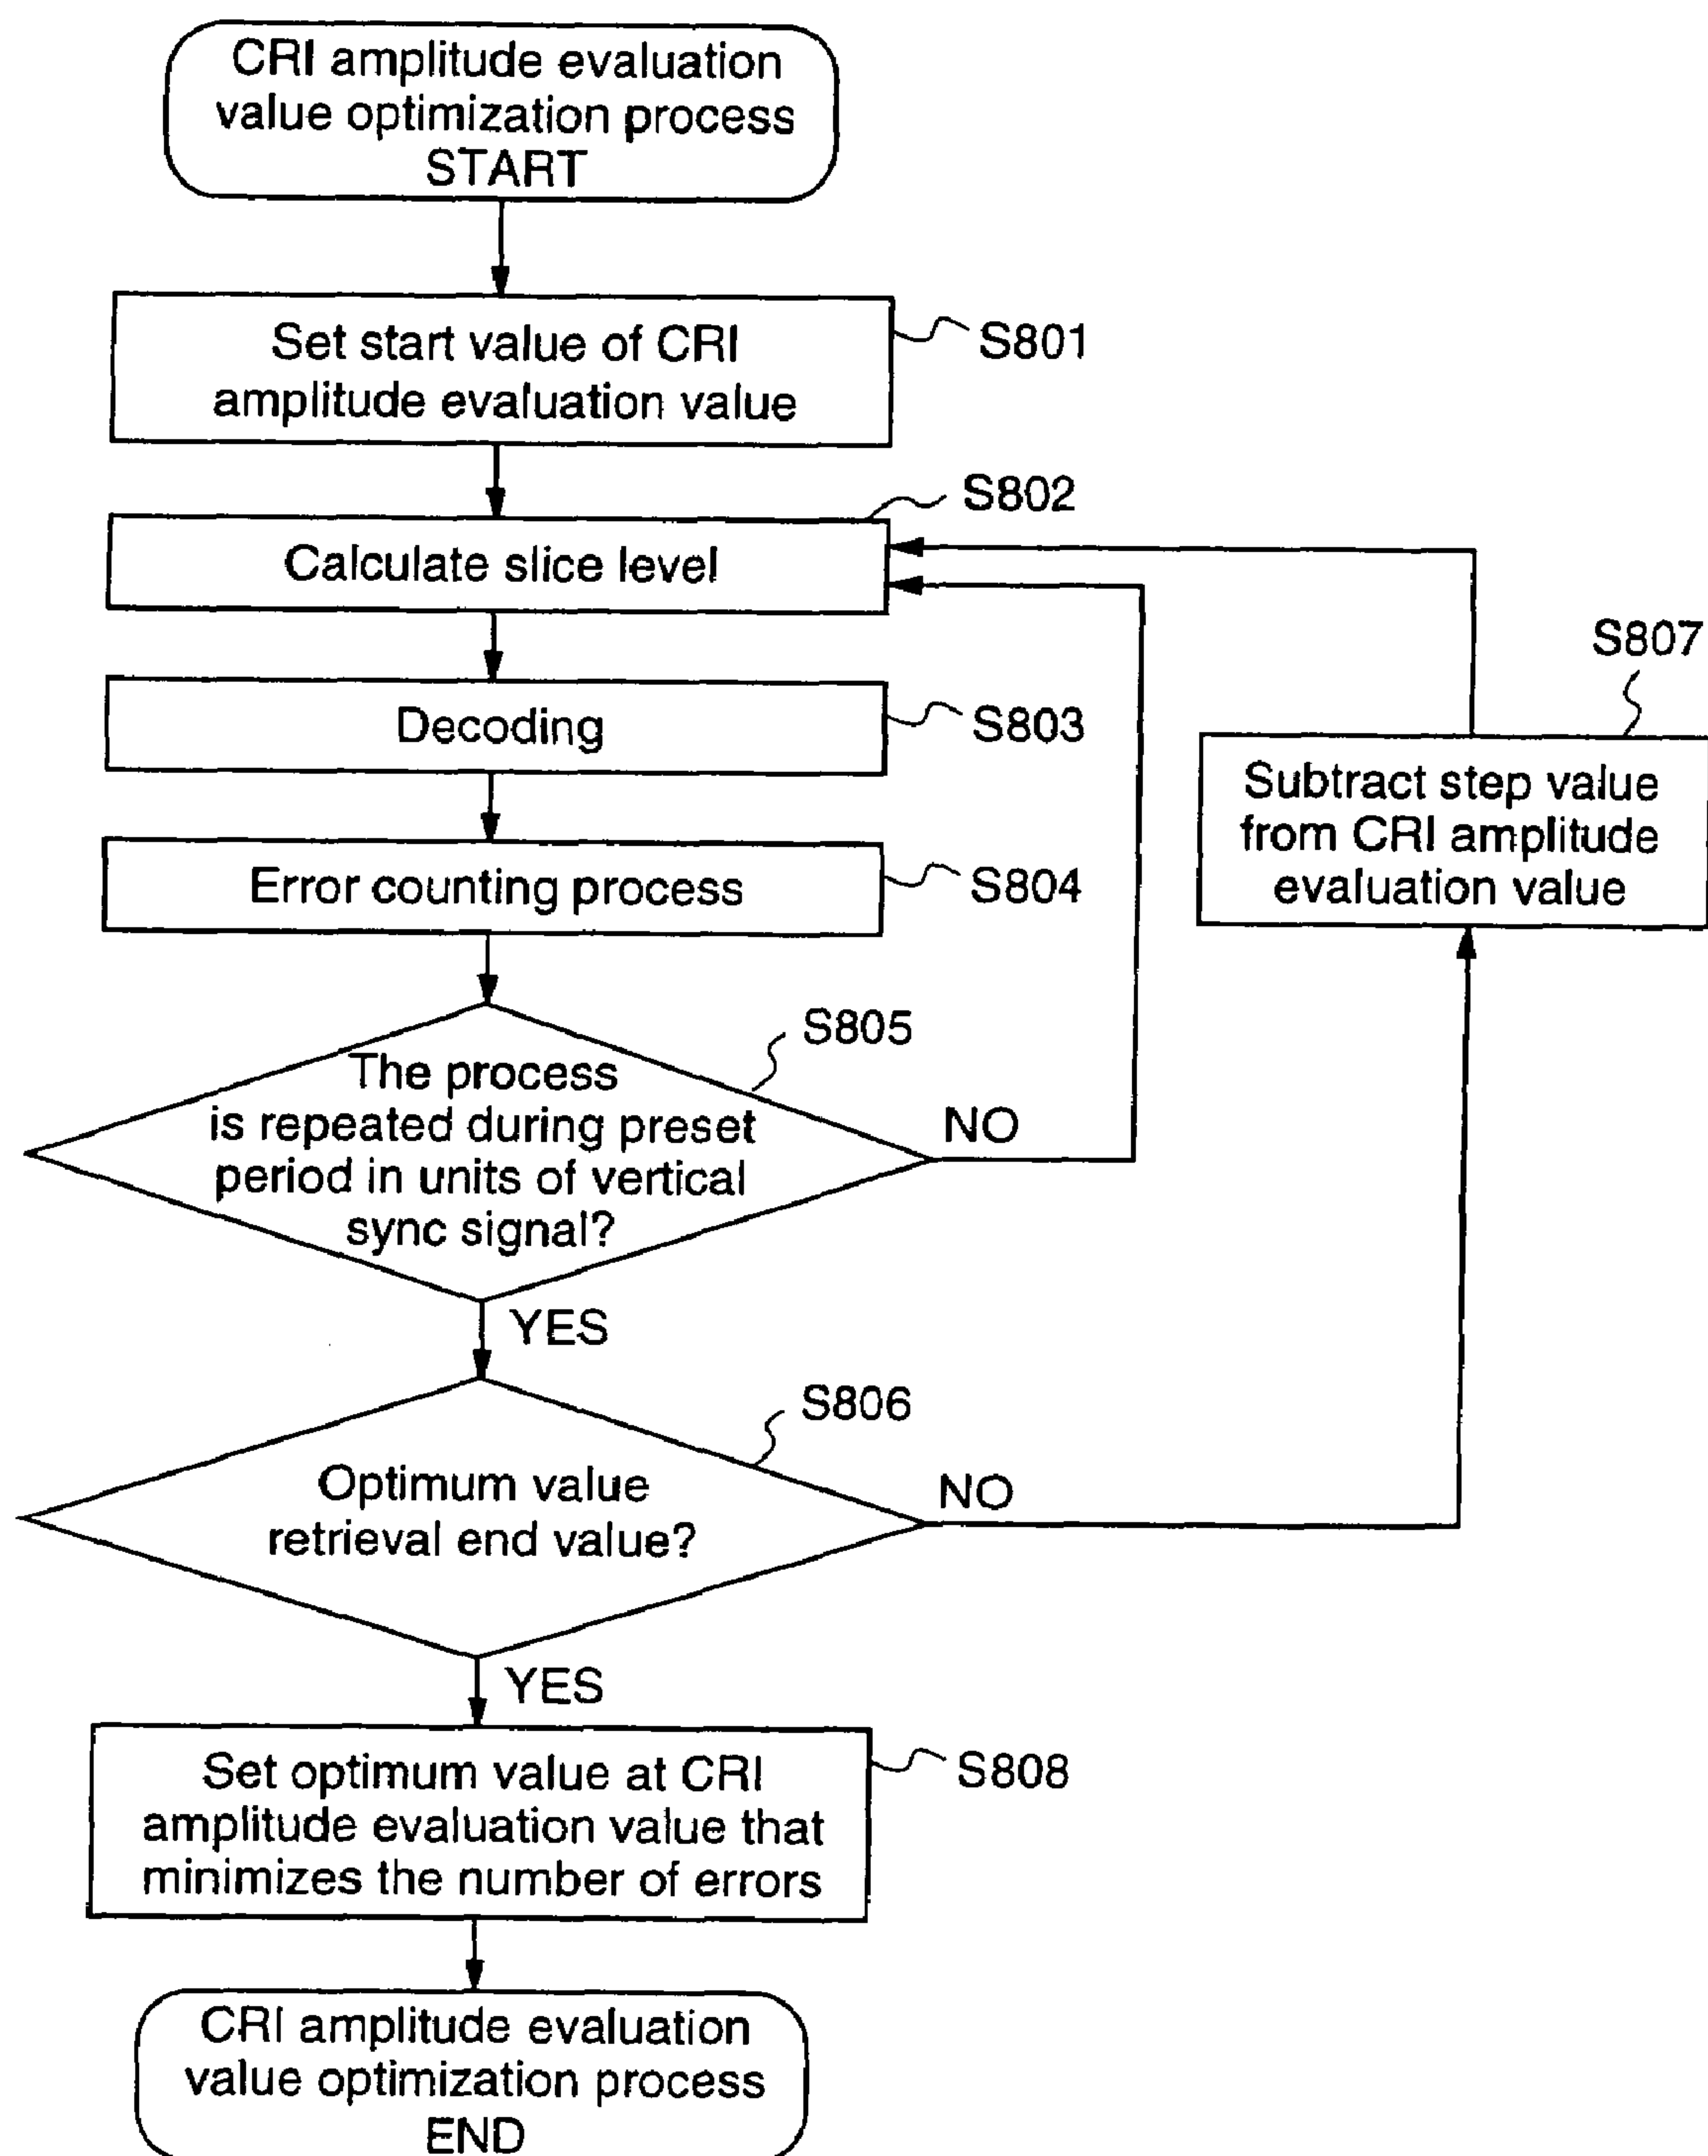 CRI amplitude evaluation
value optimization process
START
Set start value of CRI
amplitude evaluation value
S801
S802
Calculate slice level
S807
Decoding
S803
Subtract step value
from CRI amplitude
evaluation value
Error counting process
S804
S805
The process
is repeated during preset
period in units of vertical
sync signal?
NO
YES
S806
Optimum value
retrieval end value?
NO
YES
Set optimum value at CRI
amplitude evaluation value that
minimizes the number of errors
S808
CRI amplitude evaluation
value optimization process
END